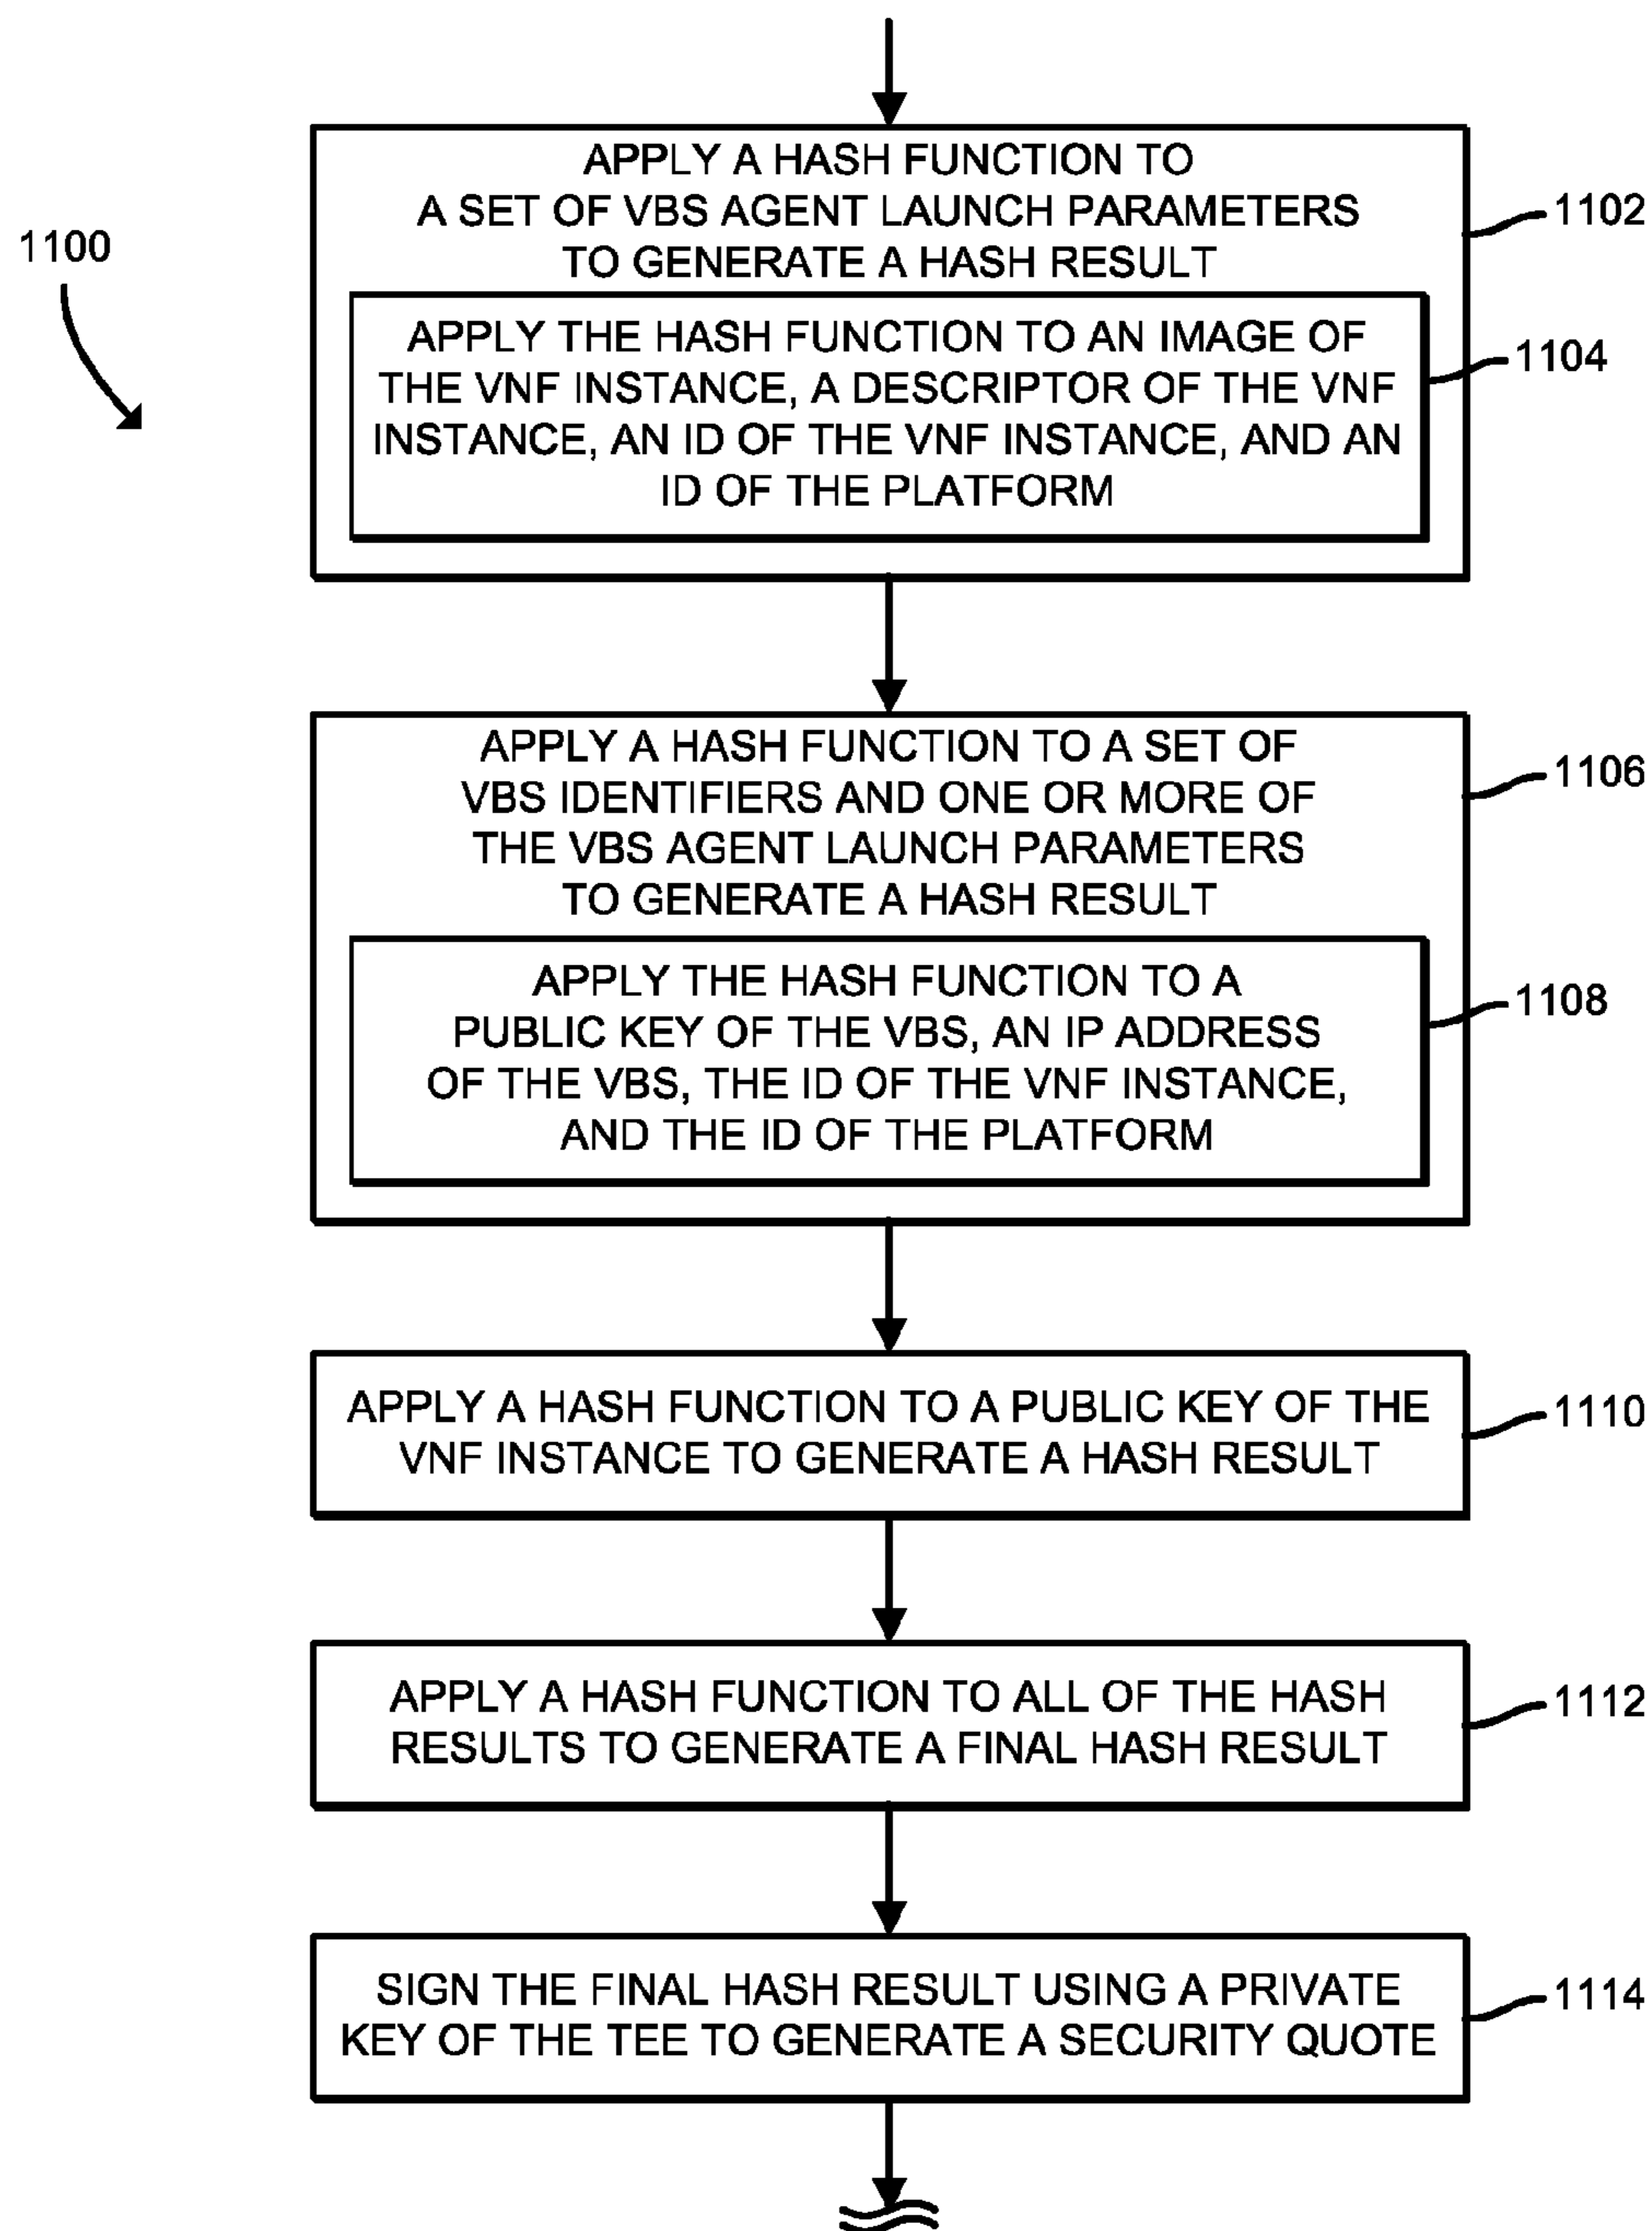 1100
APPLY A HASH FUNCTION TO
A SET OF VBS AGENT LAUNCH PARAMETERS
TO GENERATE A HASH RESULT
1102
APPLY THE HASH FUNCTION TO AN IMAGE OF
THE VNF INSTANCE, A DESCRIPTOR OF THE VNF
INSTANCE, AN ID OF THE VNF INSTANCE, AND AN
ID OF THE PLATFORM
1104
APPLY A HASH FUNCTION TO A SET OF
VBS IDENTIFIERS AND ONE OR MORE OF
THE VBS AGENT LAUNCH PARAMETERS
TO GENERATE A HASH RESULT
1106
APPLY THE HASH FUNCTION TO A
PUBLIC KEY OF THE VBS, AN IP ADDRESS
OF THE VBS, THE ID OF THE VNF INSTANCE,
AND THE ID OF THE PLATFORM
1108
APPLY A HASH FUNCTION TO A PUBLIC KEY OF THE
VNF INSTANCE TO GENERATE A HASH RESULT
1110
APPLY A HASH FUNCTION TO ALL OF THE HASH
RESULTS TO GENERATE A FINAL HASH RESULT
1112
SIGN THE FINAL HASH RESULT USING A PRIVATE
KEY OF THE TEE TO GENERATE A SECURITY QUOTE
1114